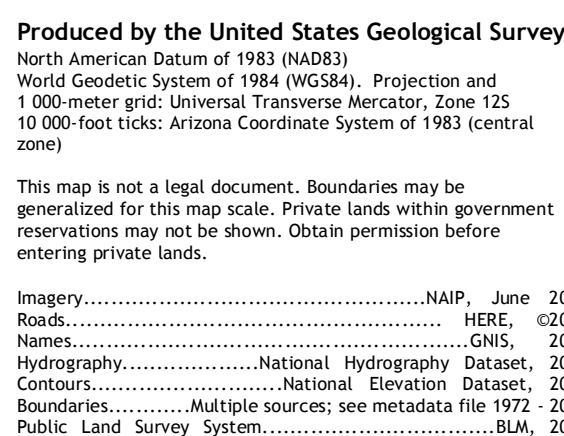 Produced by the United States Geological Survey
North American Datum of 1983 (NAD83)
World Geodetic System of 1984 (WGS84). Projection and
1 000-meter grid: Universal Transverse Mercator, Zone 12S
10 000-foot ticks: Arizona Coordinate System of 1983 (central
zone)
This map is not a legal document. Boundaries may be
generalized for this map scale. Private lands within government
reservations may not be shown. Obtain permission before
entering private lands.
Imagery..................................................NAIP, June
Roads....................................................... HERE,
Names..........................................................GNIS,
Hydrography....................National Hydrography Dataset,
Contours............................National Elevation Dataset,
Boundaries............Multiple sources; see metadata file 1972 -
Public Land Survey System......................................BLM,